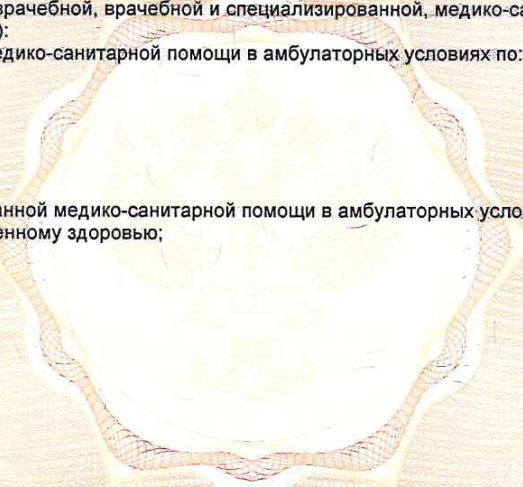 врачебной, врачебной и специализированной, медико-са
):
едико-санитарной помощи в амбулаторных условиях по:
анной медико-санитарной помощи в амбулаторных усло
енному здоровью;